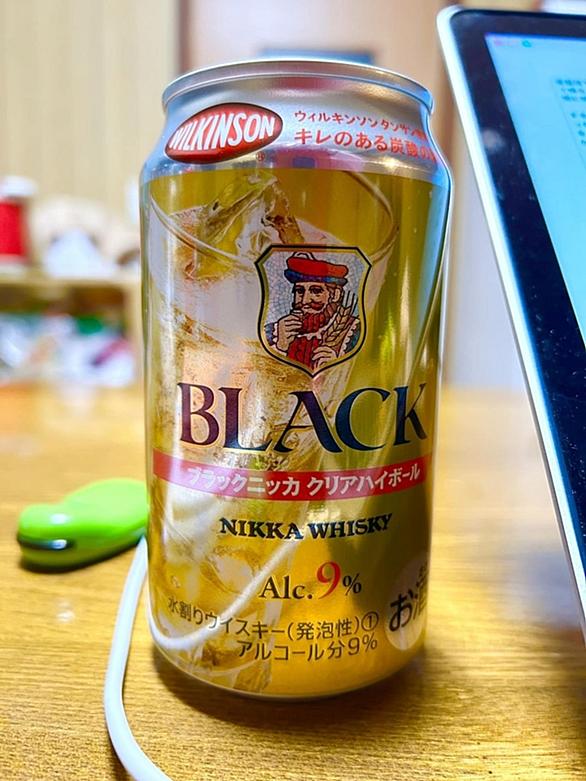 WILKINSON
ウィルキンソンタンサン
キレのある炭酸の
BLACK
ブラックニッカ クリアハイボール
NIKKA WHISKY
Alc.9%
水割りウイスキー(発泡性)①
アルコール分9%
お酒